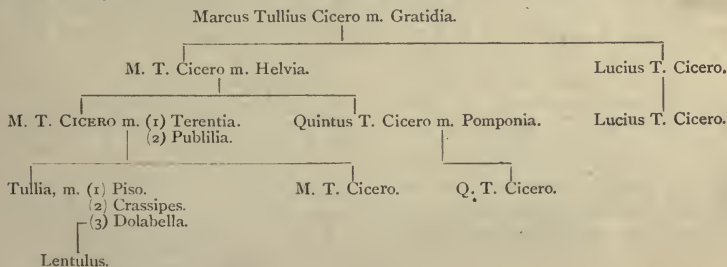 Marcus Tullius Cicero m. Gratidia.
M. T. Cicero m. Helvia. Lucius T. Cicero.
M. T. CICERO m. (1) Terentia. Quintus T. Cicero m. Pomponia. Lucius T. Cicero.
(2) Publilia.
Tullia, m. (1) Piso. M. T. Cicero. Q. T. Cicero.
(2) Crassipes.
(3) Dolabella.
Lentulus.